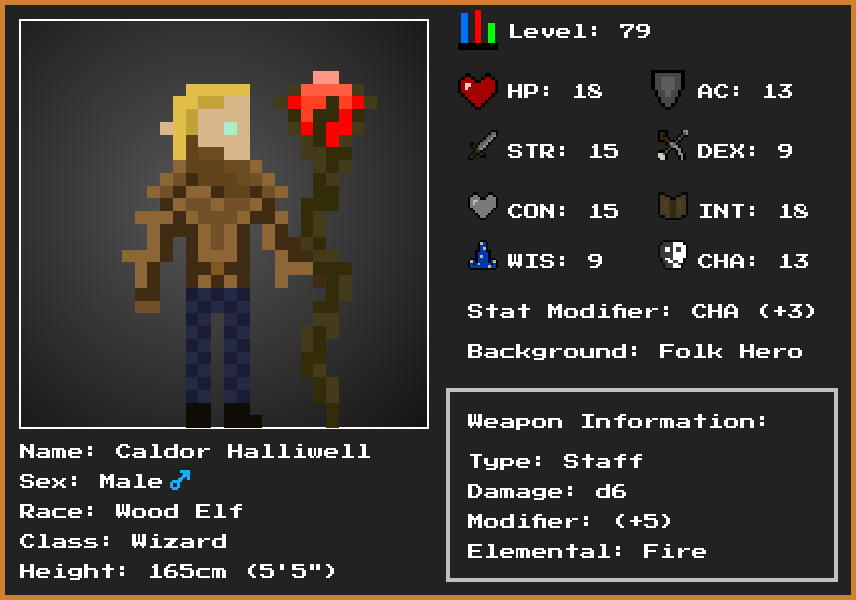 Level: 79
HP: 18 AC: 13
STR: 15 DEX: 9
CON: 15 INT: 18
WIS: 9 CHA: 13
Stat Modifier: CHA (+3)
Background: Folk Hero
Name: Caldor Halliwell
Sex: Male♂
Race: Wood Elf
Class: Wizard
Height: 165cm (5'5")
Weapon Information:
Type: Staff
Damage: d6
Modifier: (+5)
Elemental: Fire